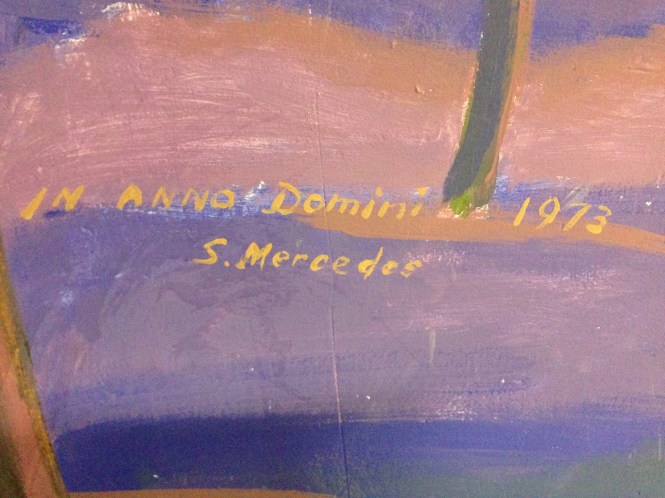 IN ANNO Domini 1973
S. Mercedes